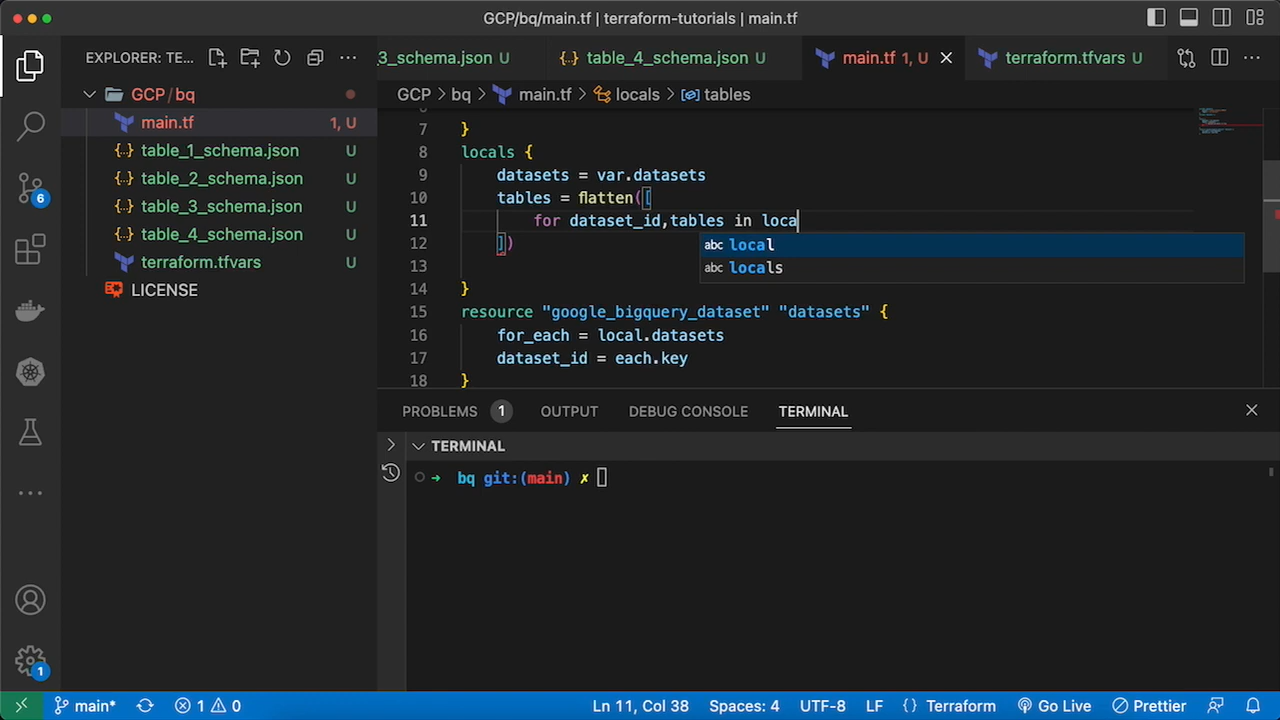 GCP/bq/main.tf | terraform-tutorials | main.tf
EXPLORER: TE...
3_schema.json U
{..} table_4_schema.json U
main.tf 1, U
terraform.tfvars U
GCP > bq > main.tf > locals > tables
GCP / bq
main.tf 1, U
{..} table_1_schema.json U
{..} table_2_schema.json U
{..} table_3_schema.json U
{..} table_4_schema.json U
terraform.tfvars U
LICENSE
7 }
8 locals {
9 datasets = var.datasets
10 tables = flatten([
11 for dataset_id,tables in loca
12 ])
13
14 }
15 resource "google_bigquery_dataset" "datasets" {
16 for_each = local.datasets
17 dataset_id = each.key
18 }
abc local
abc locals
6
PROBLEMS 1 OUTPUT DEBUG CONSOLE TERMINAL
TERMINAL
bq git:(main) ✗
1
main* 1 0 Ln 11, Col 38 Spaces: 4 UTF-8 LF {} Terraform Go Live Prettier